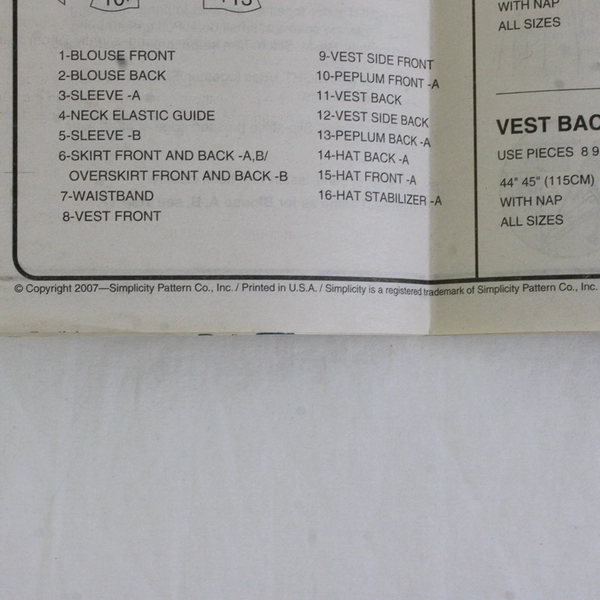 1-BLOUSE FRONT
2-BLOUSE BACK
3-SLEEVE -A
4-NECK ELASTIC GUIDE
5-SLEEVE -B
6-SKIRT FRONT AND BACK -A,B/
OVERSKIRT FRONT AND BACK -B
7-WAISTBAND
8-VEST FRONT
9-VEST SIDE FRONT
10-PEPLUM FRONT -A
11-VEST BACK
12-VEST SIDE BACK
13-PEPLUM BACK -A
14-HAT BACK -A
15-HAT FRONT -A
16-HAT STABILIZER -A
WITH NAP
ALL SIZES
VEST BAC
USE PIECES 8 9
44" 45" (115CM)
WITH NAP
ALL SIZES
© Copyright 2007—Simplicity Pattern Co., Inc. / Printed in U.S.A. / Simplicity is a registered trademark of Simplicity Pattern Co., Inc.